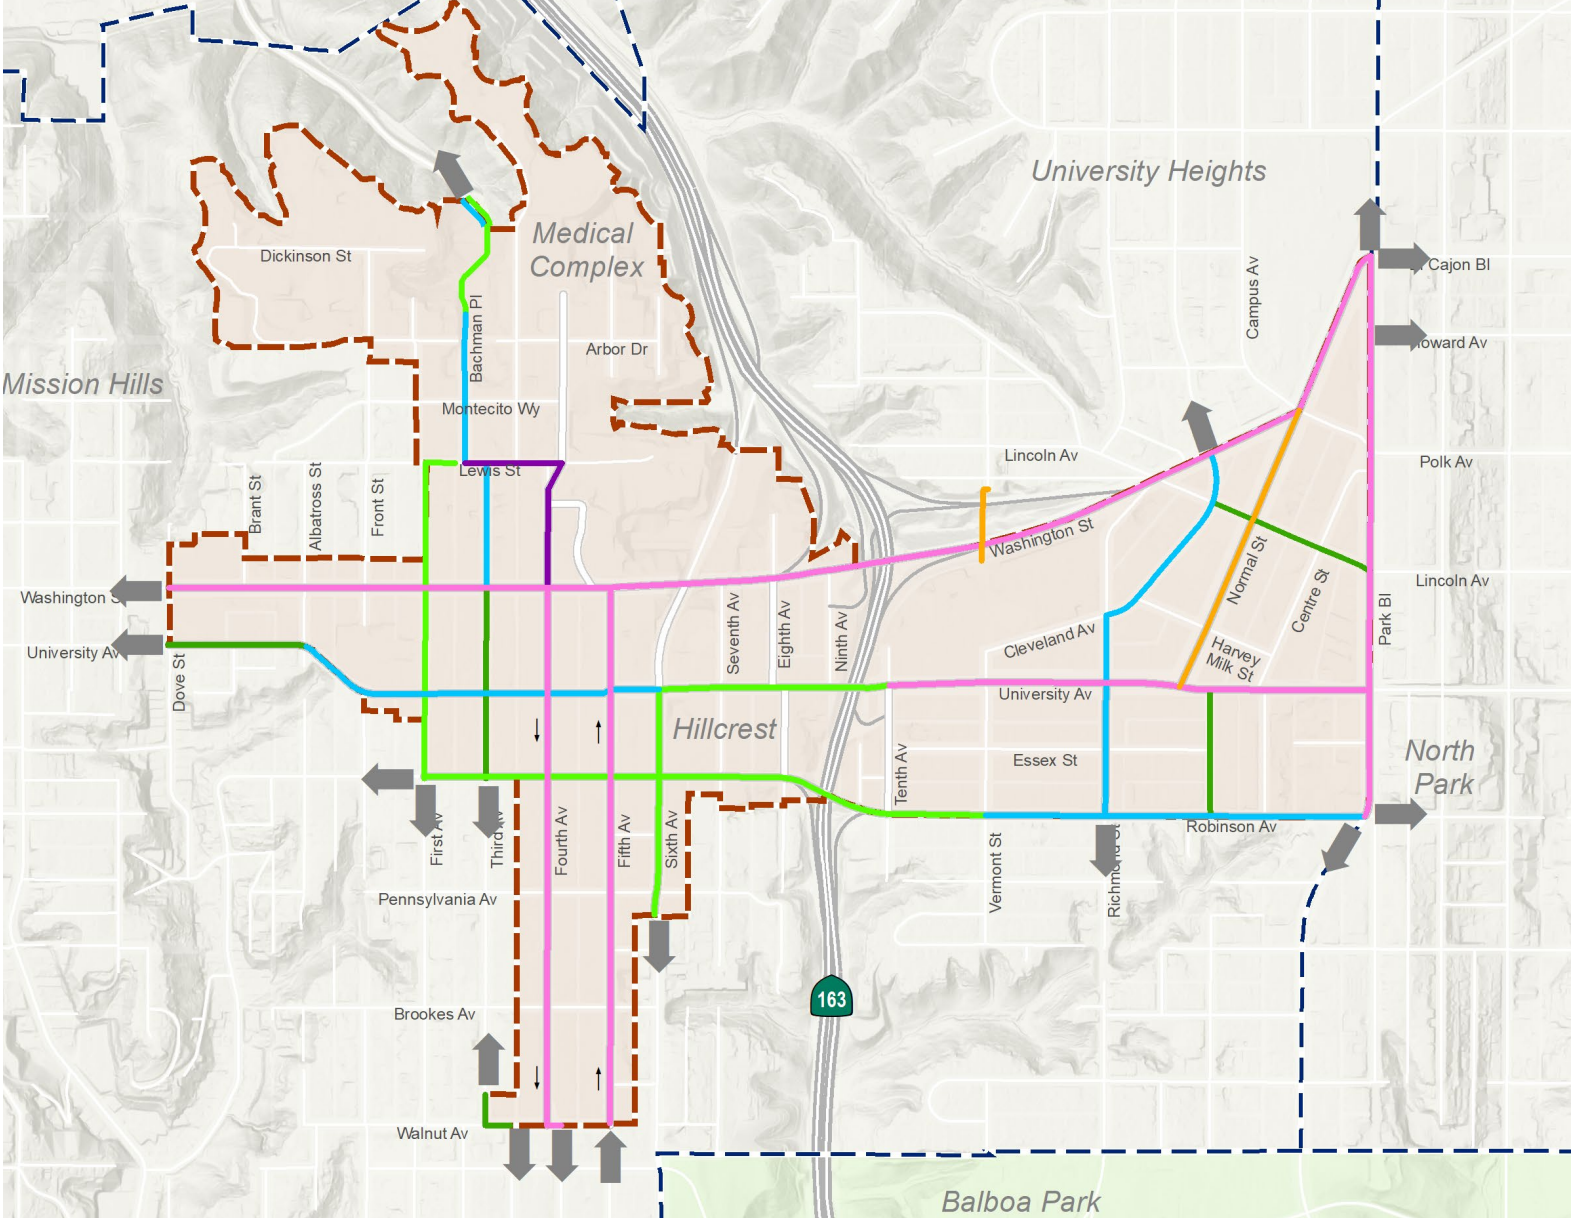 University Heights
Medical
Complex
Dickinson St
Campus Av
Cajon Bl
Bachman Pl
Arbor Dr
oward Av
Mission Hills
Montecito Wy
Lincoln Av
Polk Av
Lewis St
Brant St
Albatross St
Front St
Washington St
Normal St
Centre St
Lincoln Av
Washington S
Park Bl
Seventh Av
Eighth Av
Ninth Av
Cleveland Av
Harvey
Milk St
University Av
Dove St
University Av
Hillcrest
North
Park
Essex St
Tenth Av
First Av
Third Av
Fourth Av
Fifth Av
Sixth Av
Robinson Av
Vermont St
Richmond St
Pennsylvania Av
163
Brookes Av
Walnut Av
Balboa Park